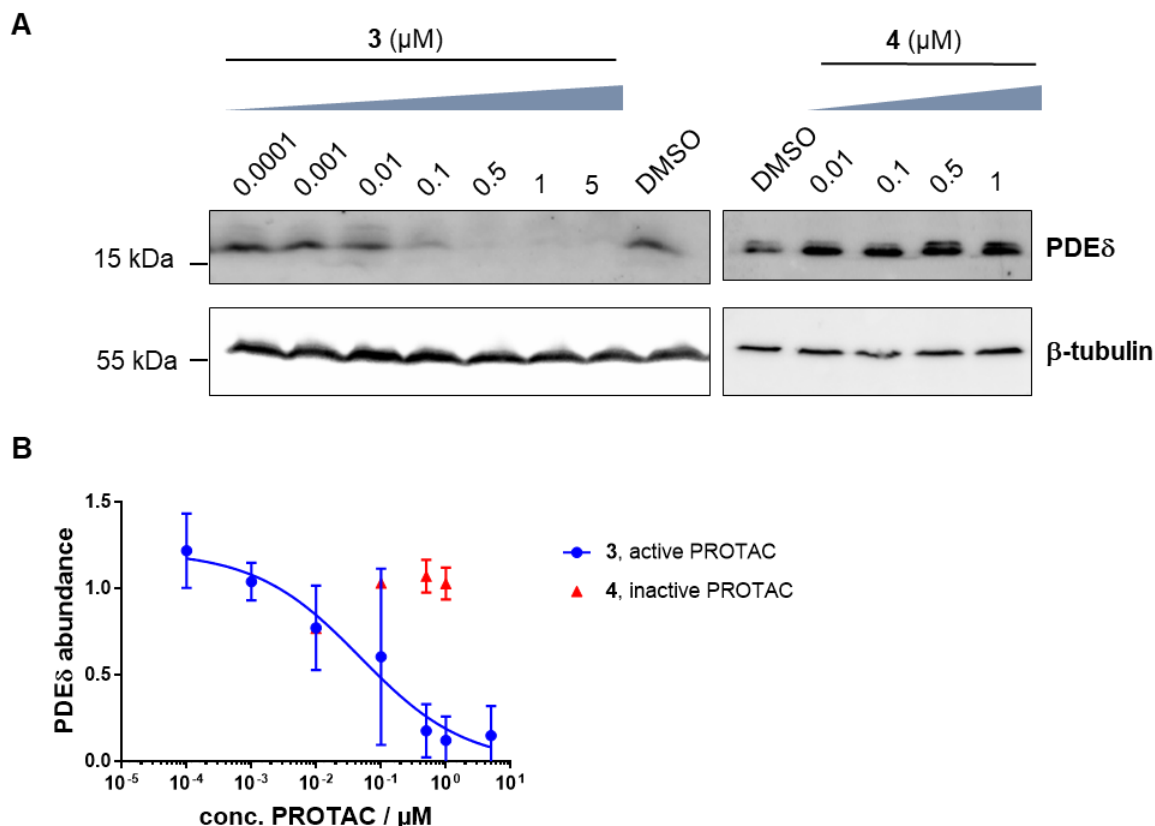 A
3 (µM)
4 (µM)
0.0001 0.001 0.01 0.1 0.5 1 5 DMSO
DMSO 0.01 0.1 0.5 1
15 kDa
PDEδ
55 kDa
β-tubulin
B
PDEδ abundance
1.5
1.0
0.5
0.0
10⁻⁵ 10⁻⁴ 10⁻³ 10⁻² 10⁻¹ 10⁰ 10¹
conc. PROTAC / µM
3, active PROTAC
4, inactive PROTAC